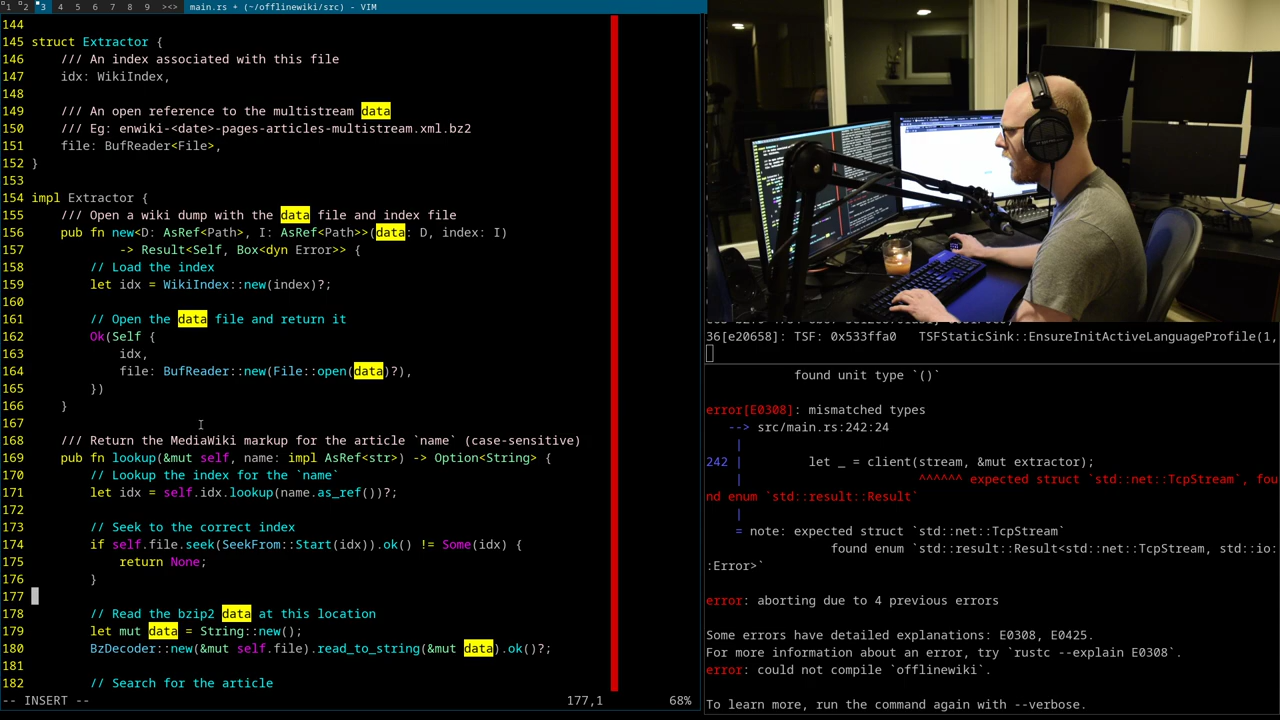 1 2 3 4 5 6 7 8 9 ><> main.rs + (~/offlinewiki/src) - VIM
144
145 struct Extractor {
146     /// An index associated with this file
147     idx: WikiIndex,
148
149     /// An open reference to the multistream data
150     /// Eg: enwiki-<date>-pages-articles-multistream.xml.bz2
151     file: BufReader<File>,
152 }
153
154 impl Extractor {
155     /// Open a wiki dump with the data file and index file
156     pub fn new<D: AsRef<Path>, I: AsRef<Path>>(data: D, index: I)
157             -> Result<Self, Box<dyn Error>> {
158         // Load the index
159         let idx = WikiIndex::new(index)?;
160
161         // Open the data file and return it
162         Ok(Self {
163             idx,
164             file: BufReader::new(File::open(data)?),
165         })
166     }
167
168     /// Return the MediaWiki markup for the article `name` (case-sensitive)
169     pub fn lookup(&mut self, name: impl AsRef<str>) -> Option<String> {
170         // Lookup the index for the `name`
171         let idx = self.idx.lookup(name.as_ref())?;
172
173         // Seek to the correct index
174         if self.file.seek(SeekFrom::Start(idx)).ok() != Some(idx) {
175             return None;
176         }
177
178         // Read the bzip2 data at this location
179         let mut data = String::new();
180         BzDecoder::new(&mut self.file).read_to_string(&mut data).ok()?;
181
182         // Search for the article
-- INSERT -- 177,1 68%
36[e20658]: TSF: 0x533ffa0   TSFStaticSink::EnsureInitActiveLanguageProfile(1,
found unit type `()`
error[E0308]: mismatched types
--> src/main.rs:242:24
|
242 |         let _ = client(stream, &mut extractor);
|                        ^^^^^^ expected struct `std::net::TcpStream`, fou
nd enum `std::result::Result`
|
= note: expected struct `std::net::TcpStream`
found enum `std::result::Result<std::net::TcpStream, std::io:
:Error>`
error: aborting due to 4 previous errors
Some errors have detailed explanations: E0308, E0425.
For more information about an error, try `rustc --explain E0308`.
error: could not compile `offlinewiki`.
To learn more, run the command again with --verbose.